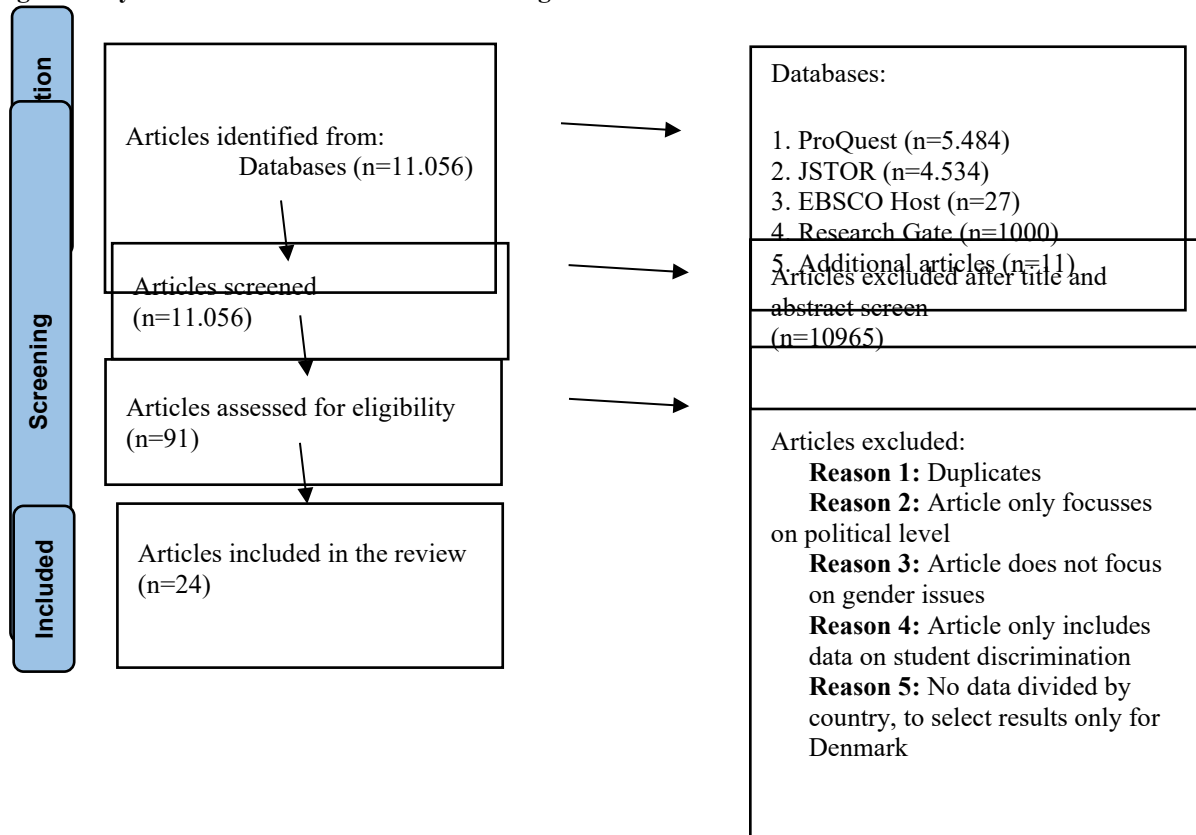 Articles identified from:
Databases (n=11.056)
Databases:
1. ProQuest (n=5.484)
2. JSTOR (n=4.534)
3. EBSCO Host (n=27)
4. Research Gate (n=1000)
5. Additional articles (n=11)
Screening
Articles screened
(n=11.056)
Articles excluded after title and
abstract screen
(n=10965)
Articles assessed for eligibility
(n=91)
Articles excluded:
Reason 1: Duplicates
Reason 2: Article only focusses
on political level
Reason 3: Article does not focus
on gender issues
Reason 4: Article only includes
data on student discrimination
Reason 5: No data divided by
country, to select results only for
Denmark
Included
Articles included in the review
(n=24)